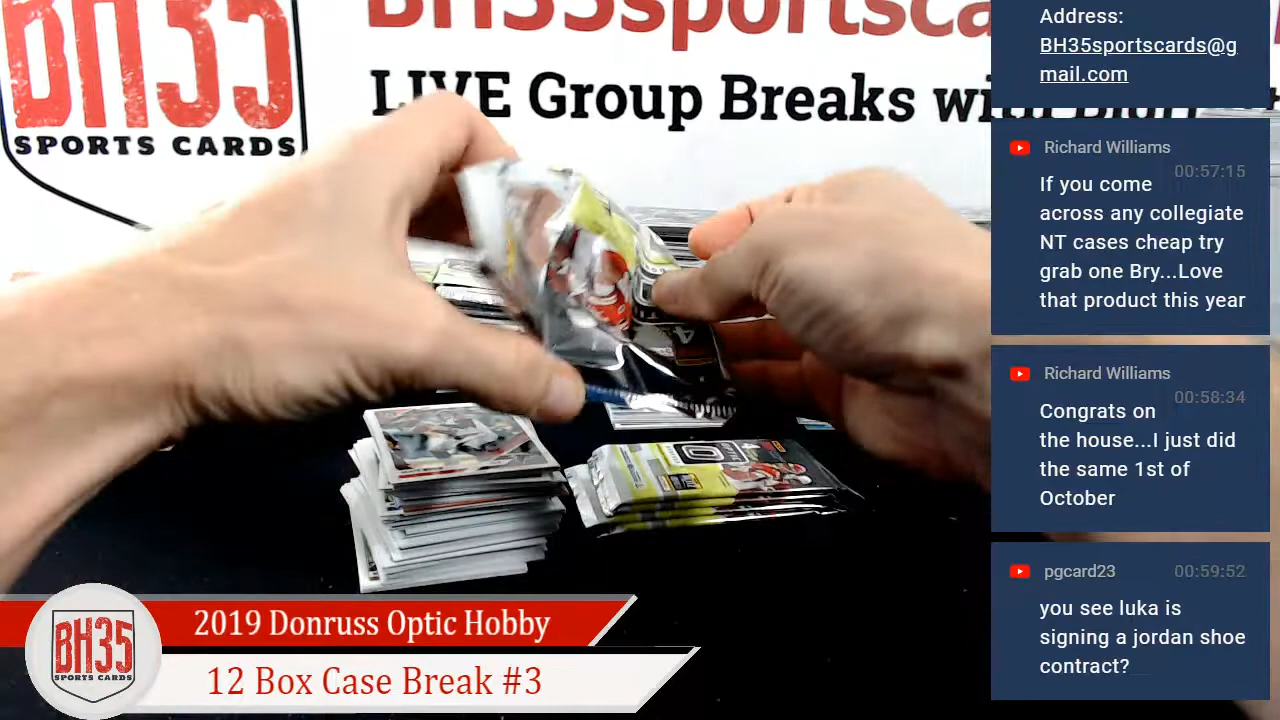 BH35
SPORTS CARDS
BH35sportsca
LIVE Group Breaks wi
Address:
BH35sportscards@g
mail.com
Richard Williams
00:57:15
If you come
across any collegiate
NT cases cheap try
grab one Bry...Love
that product this year
Richard Williams
00:58:34
Congrats on
the house...I just did
the same 1st of
October
pgcard23
00:59:52
you see luka is
signing a jordan shoe
contract?
4
2019 Donruss Optic Hobby
12 Box Case Break #3
BH35
SPORTS CARDS